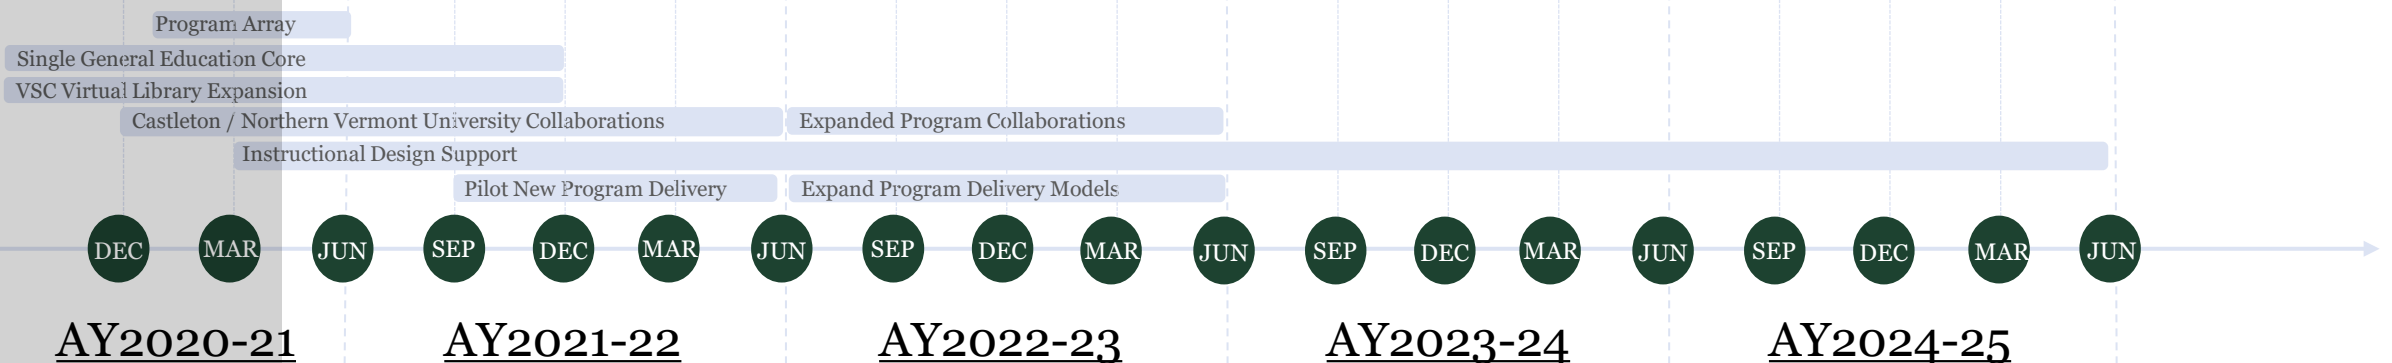 Program Array
Single General Education Core
VSC Virtual Library Expansion
Castleton / Northern Vermont University Collaborations
Expanded Program Collaborations
Instructional Design Support
Pilot New Program Delivery
Expand Program Delivery Models
DEC MAR JUN SEP DEC MAR JUN SEP DEC MAR JUN SEP DEC MAR JUN SEP DEC MAR JUN
AY2020-21 AY2021-22 AY2022-23 AY2023-24 AY2024-25